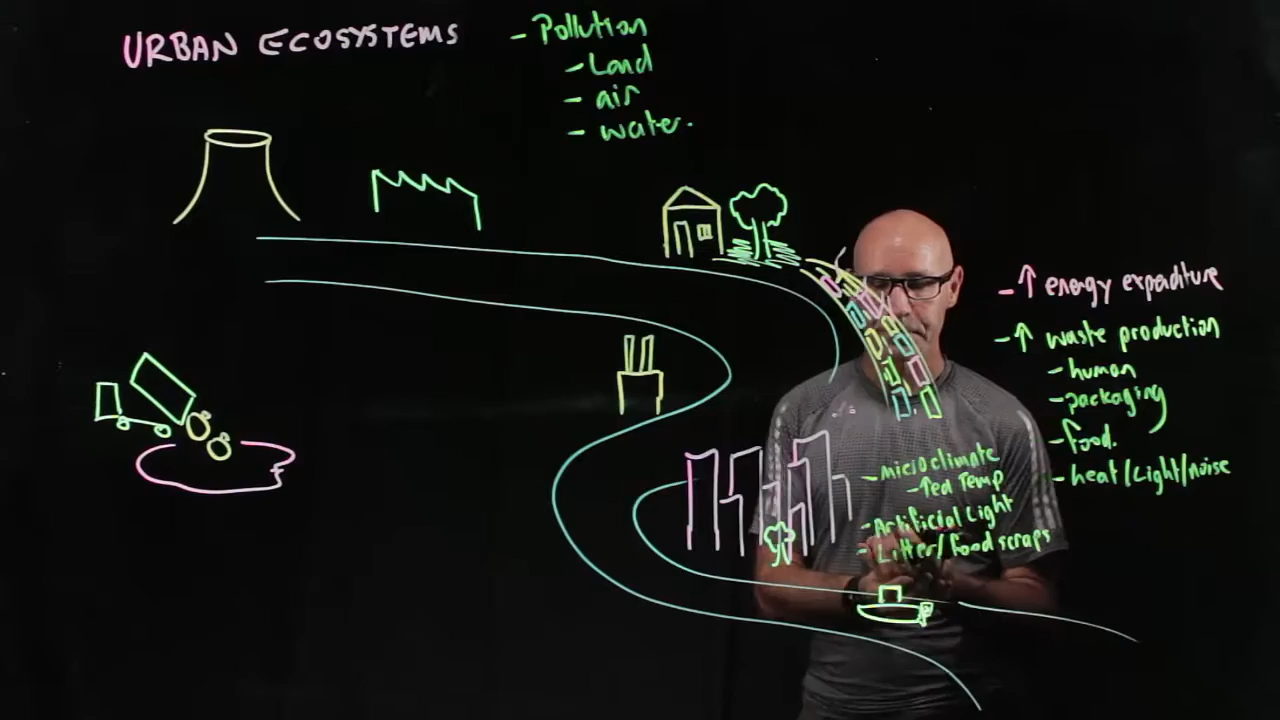 URBAN ECOSYSTEMS
- Pollution
- Land
- air
- water.
- ↑ energy expenditure
- ↑ waste production
- human
- packaging
- food.
- heat/Light/noise
- microclimate
- ↑ed Temp
- Artificial Light
- Litter/food scraps